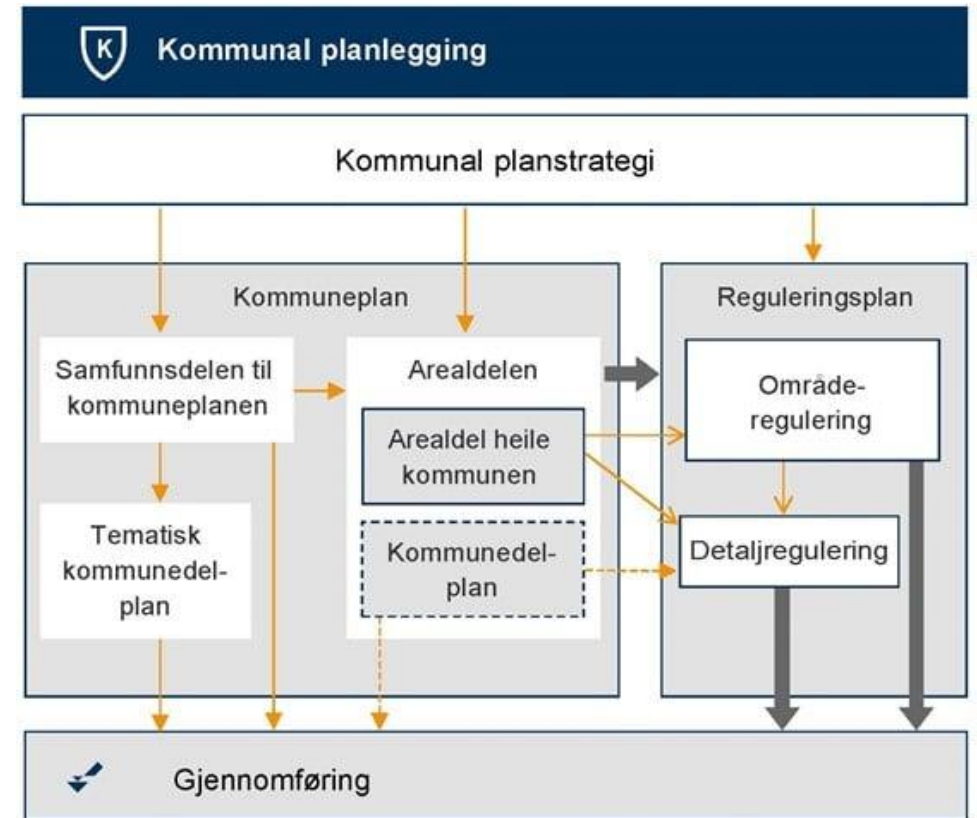 K
Kommunal planlegging
Kommunal planstrategi
Kommuneplan
Samfunnsdelen til
kommuneplanen
Tematisk
kommunedel-
plan
Arealdelen
Arealdel heile
kommunen
Kommunedel-
plan
Reguleringsplan
Område-
regulering
Detaljregulering
Gjennomføring